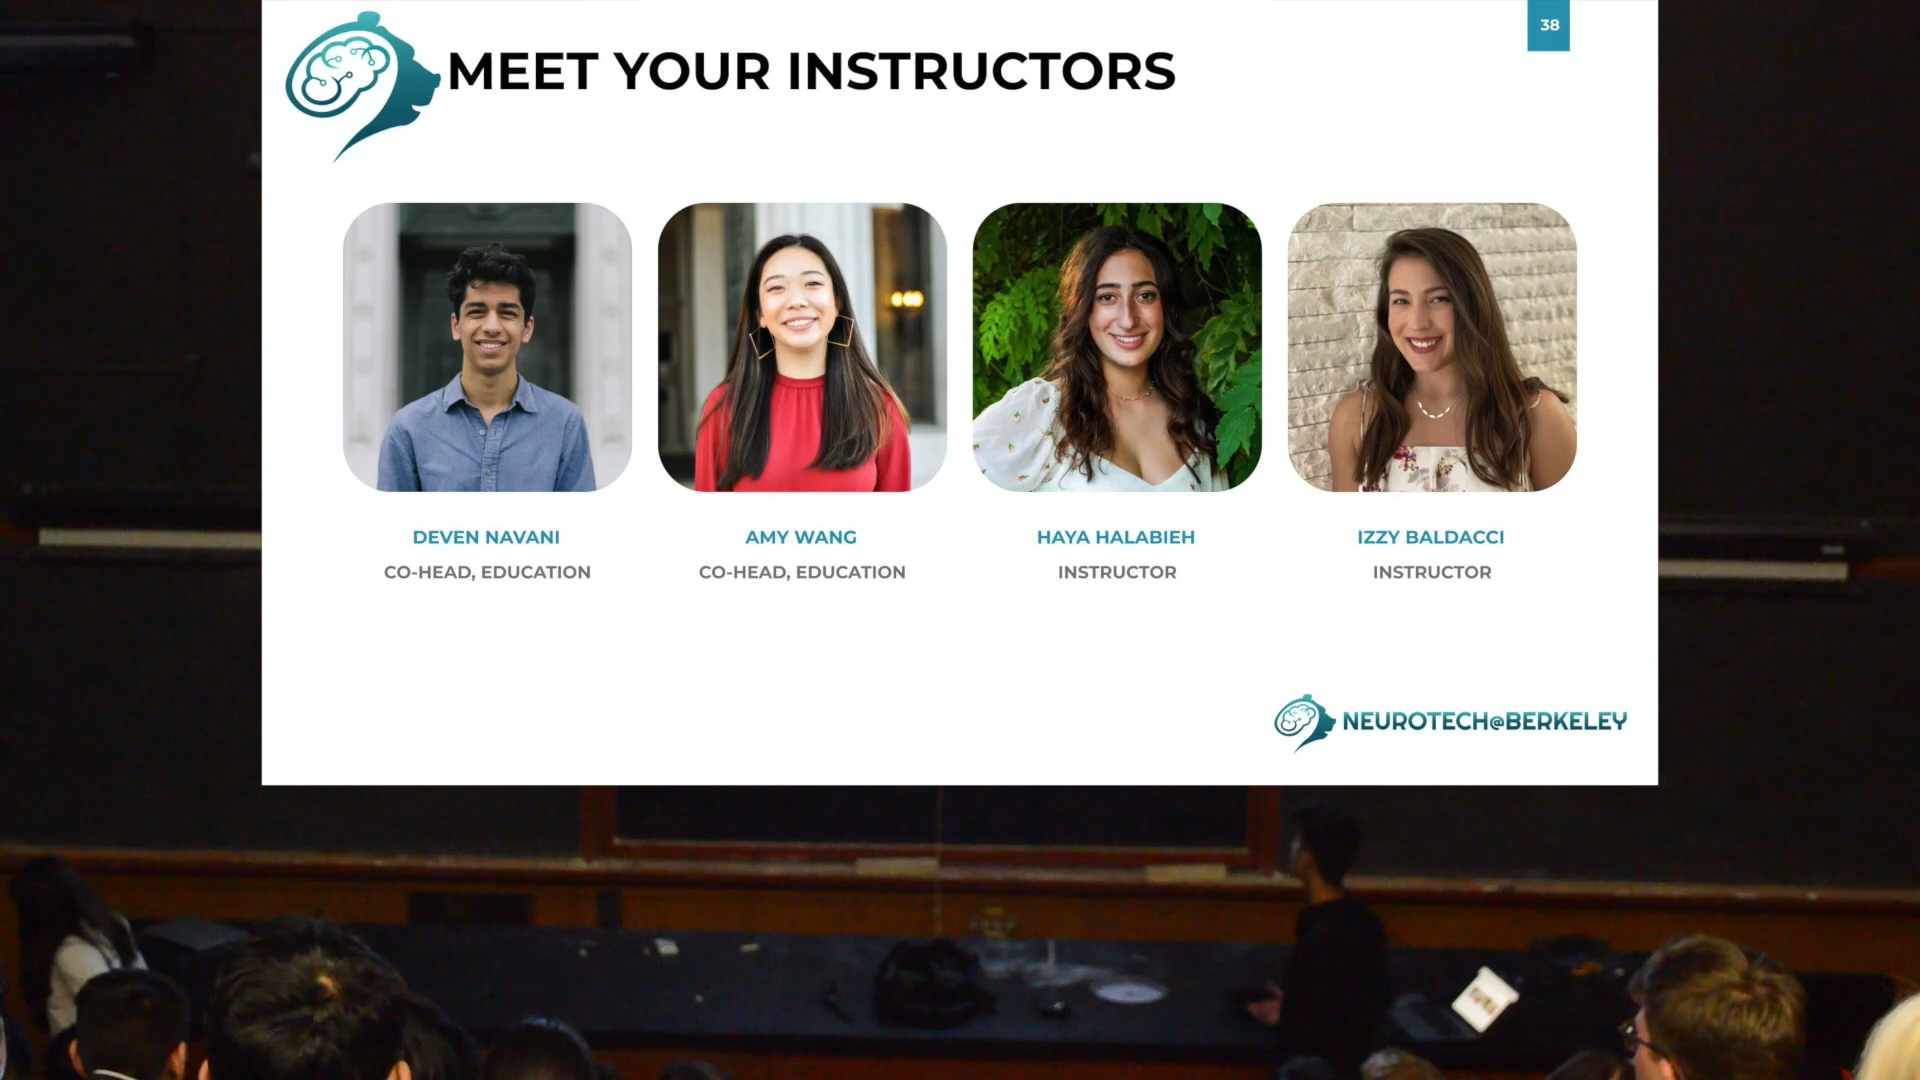 38
MEET YOUR INSTRUCTORS
DEVEN NAVANI
CO-HEAD, EDUCATION
AMY WANG
CO-HEAD, EDUCATION
HAYA HALABIEH
INSTRUCTOR
IZZY BALDACCI
INSTRUCTOR
NEUROTECH@BERKELEY